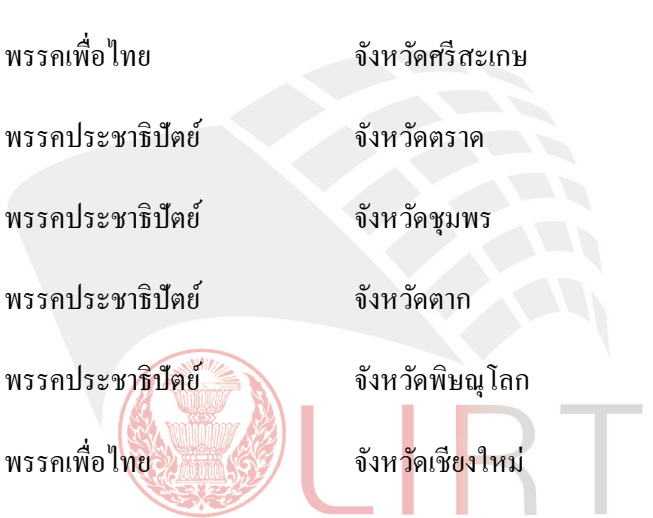 พรรคเพื่อไทย จังหวัดศรีสะเกษ
พรรคประชาธิปัตย์ จังหวัดตราด
พรรคประชาธิปัตย์ จังหวัดชุมพร
พรรคประชาธิปัตย์ จังหวัดตาก
พรรคประชาธิปัตย์ จังหวัดพิษณุโลก
พรรคเพื่อไทย จังหวัดเชียงใหม่
LIRT